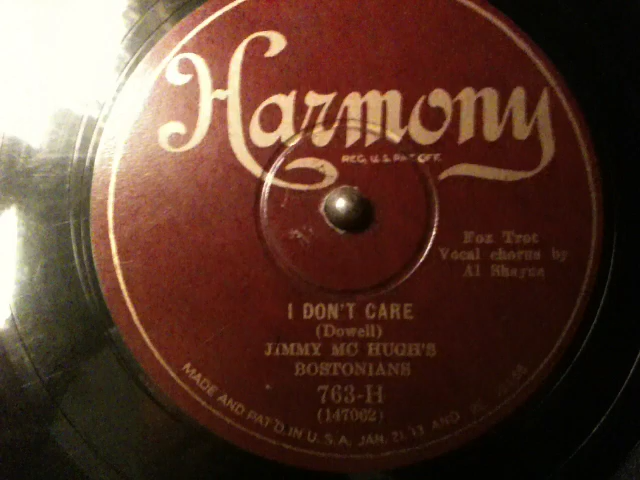 Harmony
REG. U.S. PAT. OFF.
Fox Trot
Vocal chorus by
Al Shayne
I DON'T CARE
(Dowell)
JIMMY MC HUGH'S
BOSTONIANS
763-H
(147062)
MADE AND PAT'D. IN U.S.A. JAN. 21, 13 AND